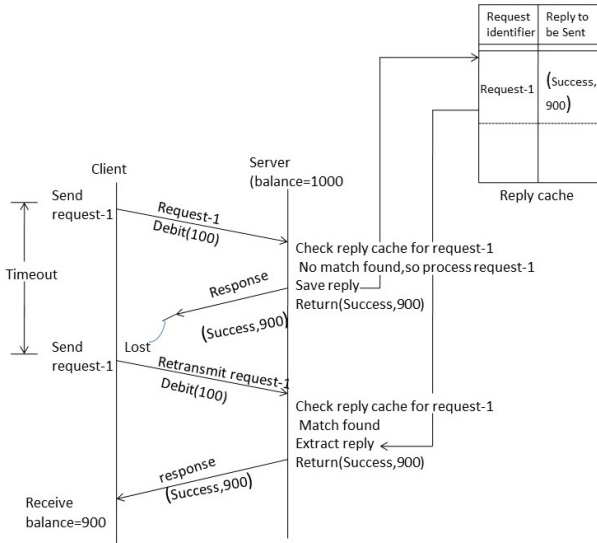 Request
identifier
Reply to
be Sent
Request-1
(Success,
900)
Reply cache
Client
Server
(balance=1000
Send
request-1
Request-1
Debit(100)
Check reply cache for request-1
No match found,so process request-1
Save reply
Return(Success,900)
Timeout
Response
(Success,900)
Lost
Send
request-1
Retransmit request-1
Debit(100)
Check reply cache for request-1
Match found
Extract reply
Return(Success,900)
response
(Success,900)
Receive
balance=900